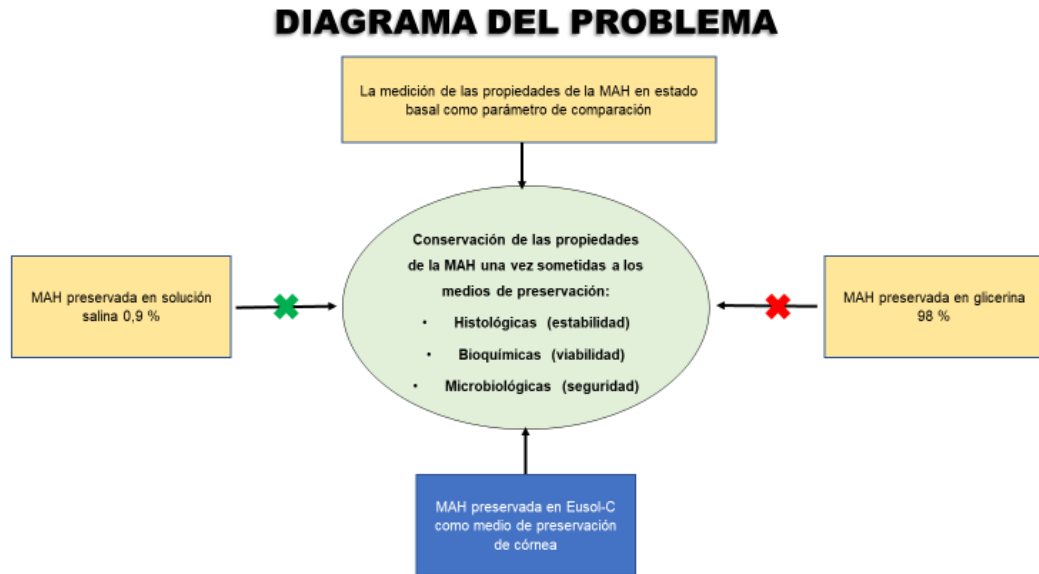 DIAGRAMA DEL PROBLEMA
La medición de las propiedades de la MAH en estado
basal como parámetro de comparación
Conservación de las propiedades
de la MAH una vez sometidas a los
medios de preservación:
• Histológicas (estabilidad)
• Bioquímicas (viabilidad)
• Microbiológicas (seguridad)
MAH preservada en solución
salina 0,9 %
MAH preservada en glicerina
98 %
MAH preservada en Eusol-C
como medio de preservación
de córnea